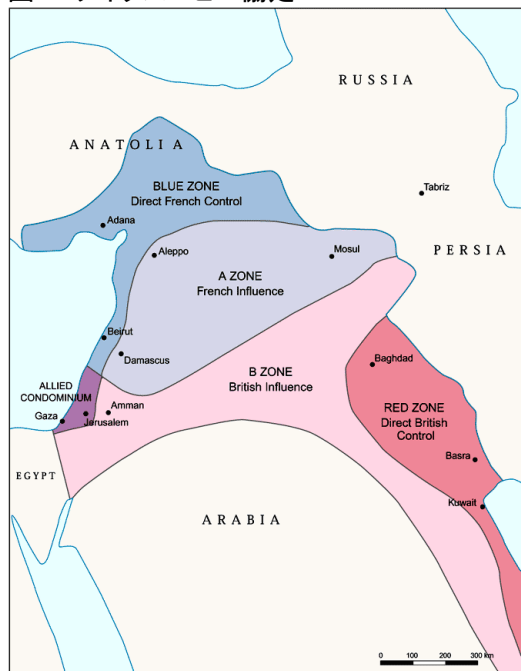 RUSSIA
ANATOLIA
BLUE ZONE
Direct French Control
Tabriz
Adana
PERSIA
Aleppo
Mosul
A ZONE
French Influence
Beirut
Damascus
Baghdad
B ZONE
British Influence
ALLIED
CONDOMINIUM
Amman
Gaza
Jerusalem
RED ZONE
Direct British
Control
Basra
EGYPT
Kuwait
ARABIA
0 100 200 300 km